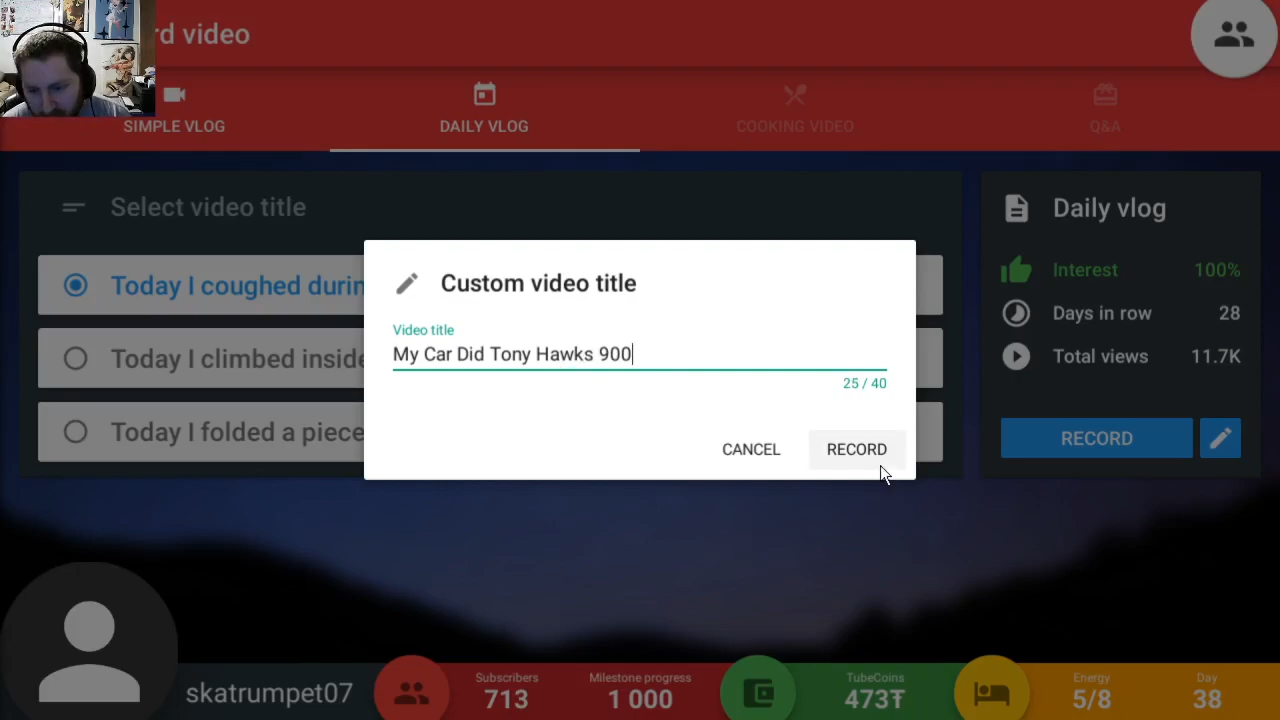 rd video
SIMPLE VLOG
DAILY VLOG
COOKING VIDEO
Q&A
Select video title
Today I coughed durin
Today I climbed inside
Today I folded a piece
Custom video title
Video title
My Car Did Tony Hawks 900
25 / 40
CANCEL
RECORD
Daily vlog
Interest 100%
Days in row 28
Total views 11.7K
RECORD
skatrumpet07
Subscribers
713
Milestone progress
1 000
TubeCoins
473Ŧ
Energy
5/8
Day
38